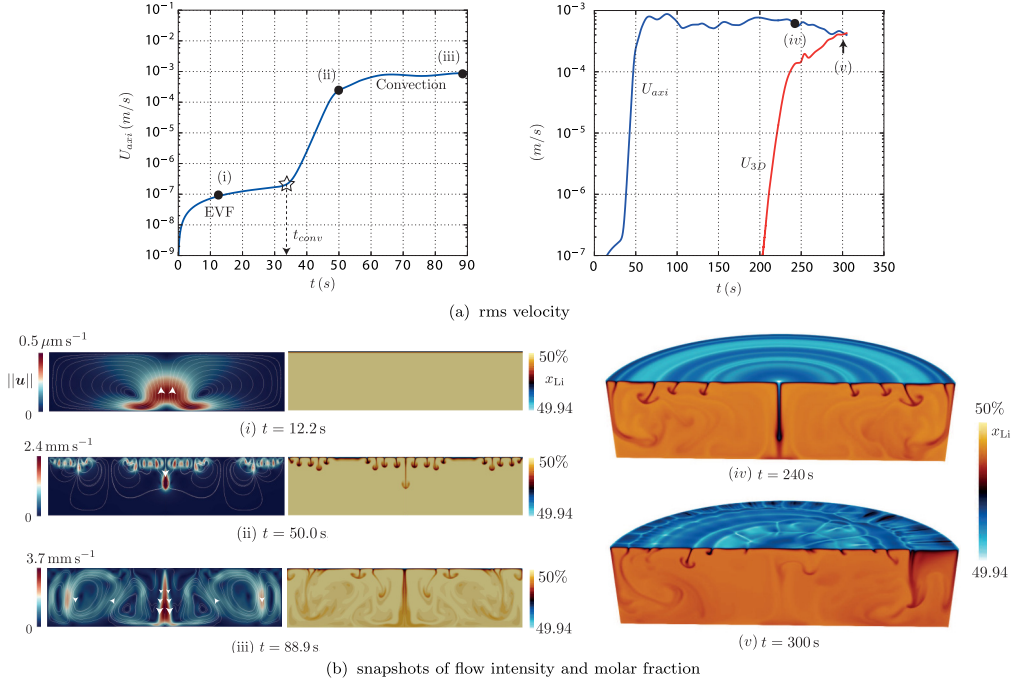 (a)
10⁻¹
10⁻²
10⁻³
10⁻⁴
10⁻⁵
10⁻⁶
10⁻⁷
10⁻⁸
10⁻⁹
U_axi (m/s)
(i)
(ii)
(iii)
EVF
Convection
t_conv
0 10 20 30 40 50 60 70 80 90
t (s)
10⁻³
10⁻⁴
10⁻⁵
10⁻⁶
10⁻⁷
(m/s)
U_axi
U_3D
(iv)
(v)
0 50 100 150 200 250 300 350
t (s)
(a) rms velocity
0.5 μm s⁻¹
||u||
0
50%
x_Li
49.94
(i) t = 12.2 s
2.4 mm s⁻¹
0
50%
49.94
(ii) t = 50.0 s
3.7 mm s⁻¹
0
50%
49.94
(iii) t = 88.9 s
(iv) t = 240 s
50%
x_Li
49.94
(v) t = 300 s
(b) snapshots of flow intensity and molar fraction